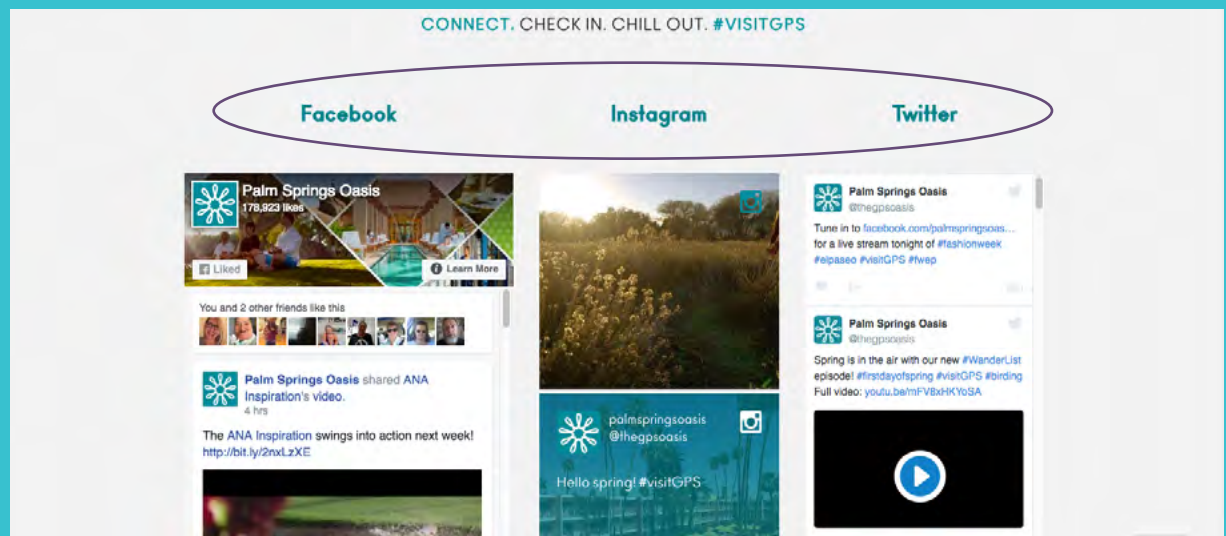 CONNECT. CHECK IN. CHILL OUT. #VISITGPS
Facebook
Instagram
Twitter
Palm Springs Oasis
178,923 likes
Liked
Learn More
You and 2 other friends like this
Palm Springs Oasis shared ANA
Inspiration's video.
4 hrs
The ANA Inspiration swings into action next week!
http://bit.ly/2nxLzXE
palmspringsoasis
@thegpsoasis
Hello spring! #visitGPS
Palm Springs Oasis
@thegpsoasis
Tune in to facebook.com/palmspringsoas…
for a live stream tonight of #fashionweek
#elpaseo #visitGPS #fwep
Palm Springs Oasis
@thegpsoasis
Spring is in the air with our new #WanderList
episode! #firstdayofspring #visitGPS #birding
Full video: youtu.be/mFV8xHKYoSA